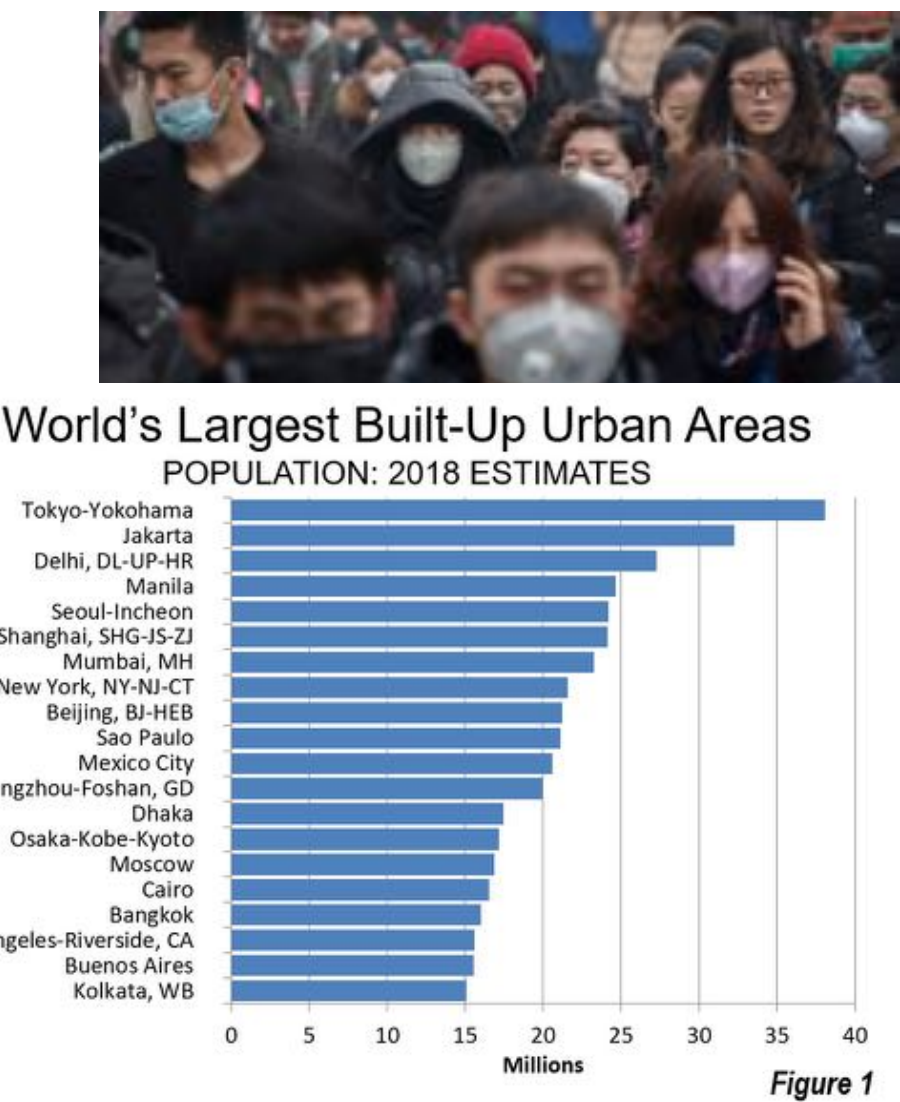 World's Largest Built-Up Urban Areas
POPULATION: 2018 ESTIMATES
Tokyo-Yokohama
Jakarta
Delhi, DL-UP-HR
Manila
Seoul-Incheon
Shanghai, SHG-JS-ZJ
Mumbai, MH
New York, NY-NJ-CT
Beijing, BJ-HEB
Sao Paulo
Mexico City
ngzhou-Foshan, GD
Dhaka
Osaka-Kobe-Kyoto
Moscow
Cairo
Bangkok
ngeles-Riverside, CA
Buenos Aires
Kolkata, WB
0 5 10 15 20 25 30 35 40
Millions
Figure 1